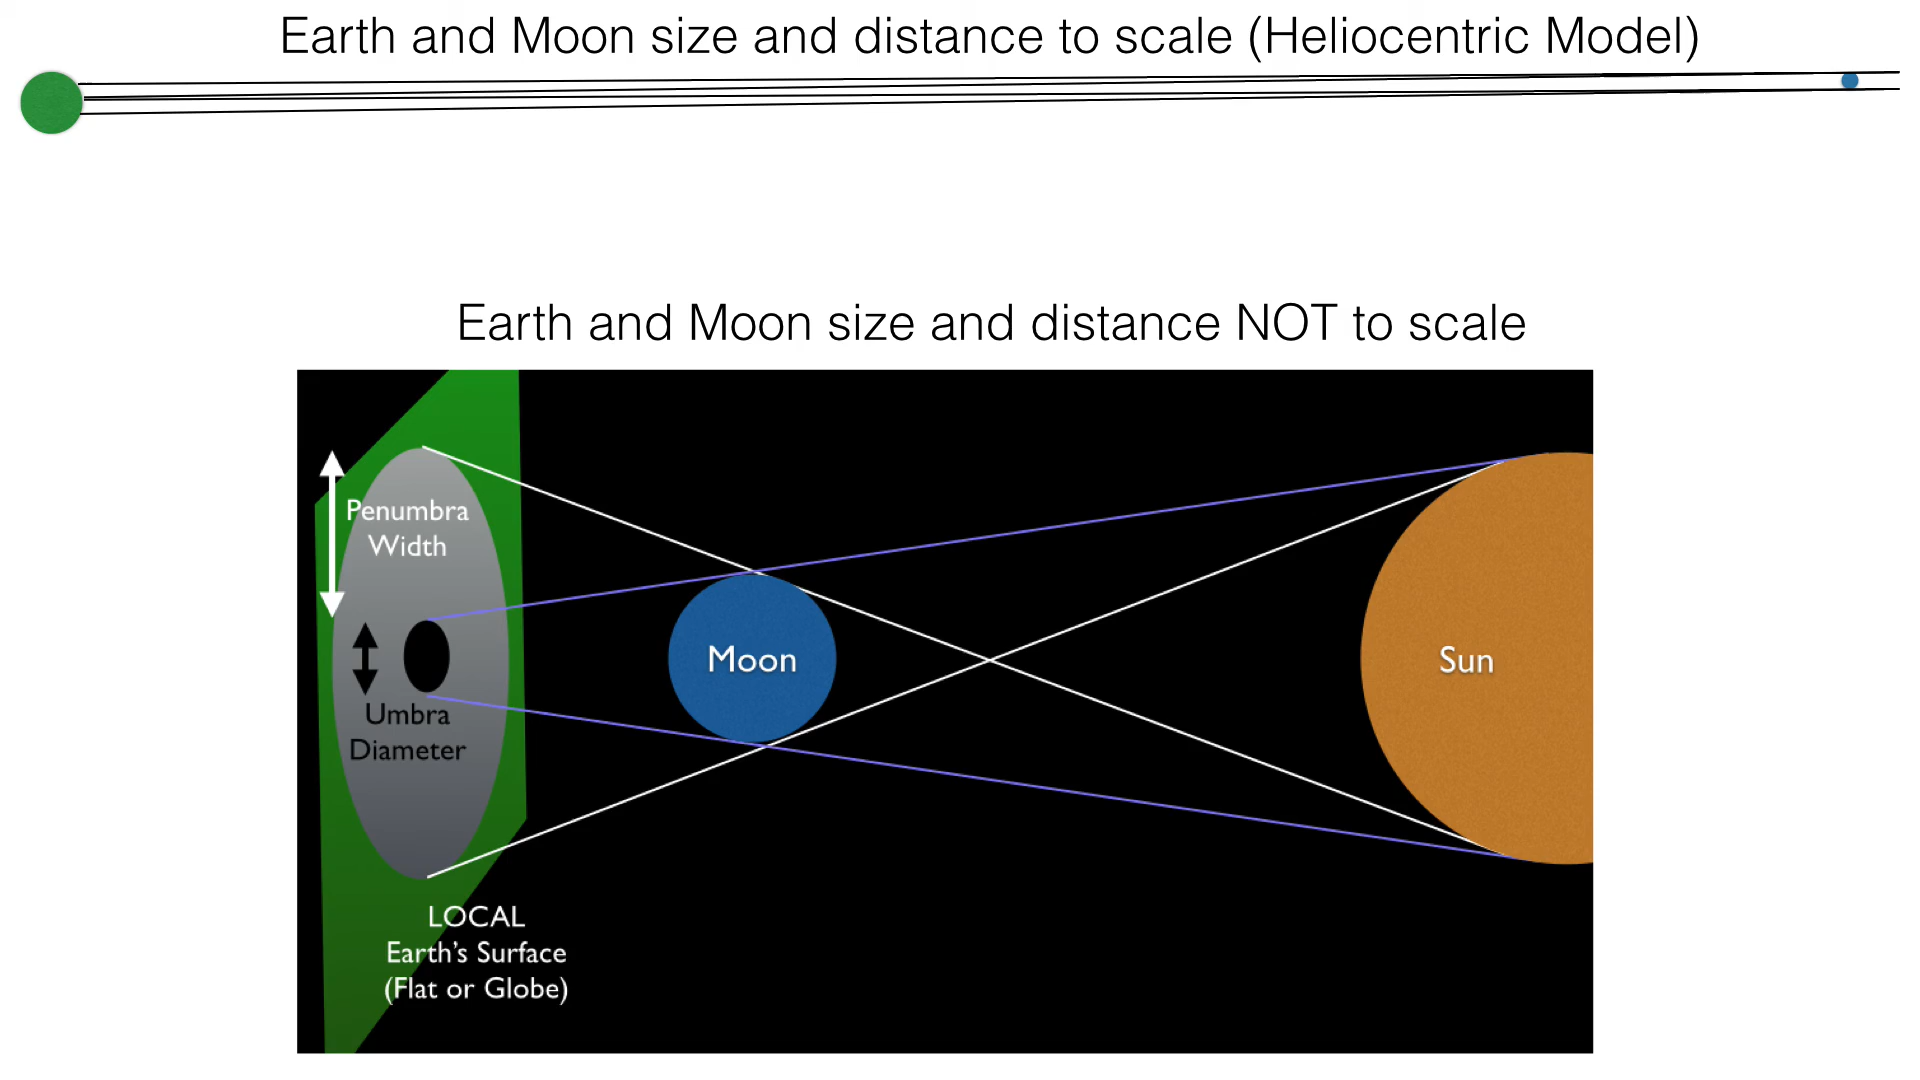 Earth and Moon size and distance to scale (Heliocentric Model)
Earth and Moon size and distance NOT to scale
Penumbra
Width
Umbra
Diameter
Moon
Sun
LOCAL
Earth's Surface
(Flat or Globe)